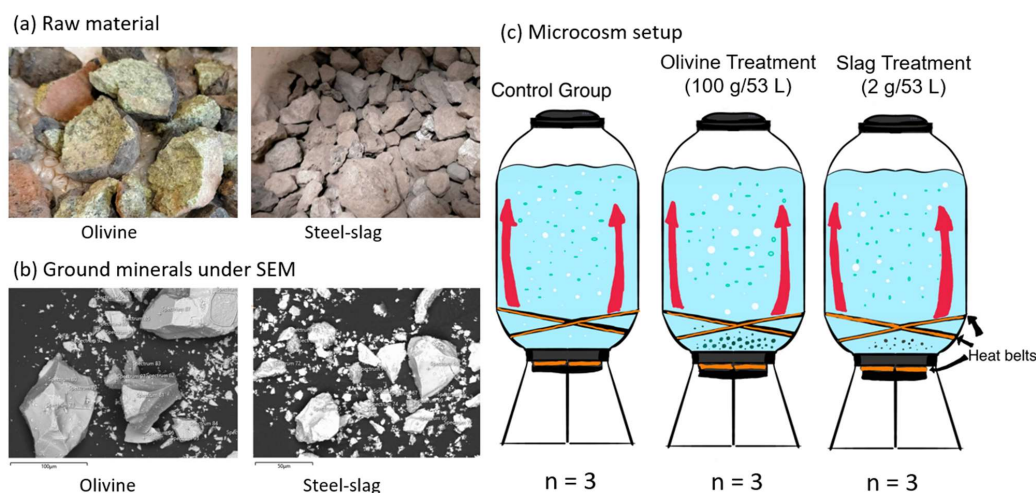 (a) Raw material
Olivine
Steel-slag
(b) Ground minerals under SEM
100µm
50µm
Olivine
Steel-slag
(c) Microcosm setup
Control Group
Olivine Treatment
(100 g/53 L)
Slag Treatment
(2 g/53 L)
Heat belts
n = 3
n = 3
n = 3